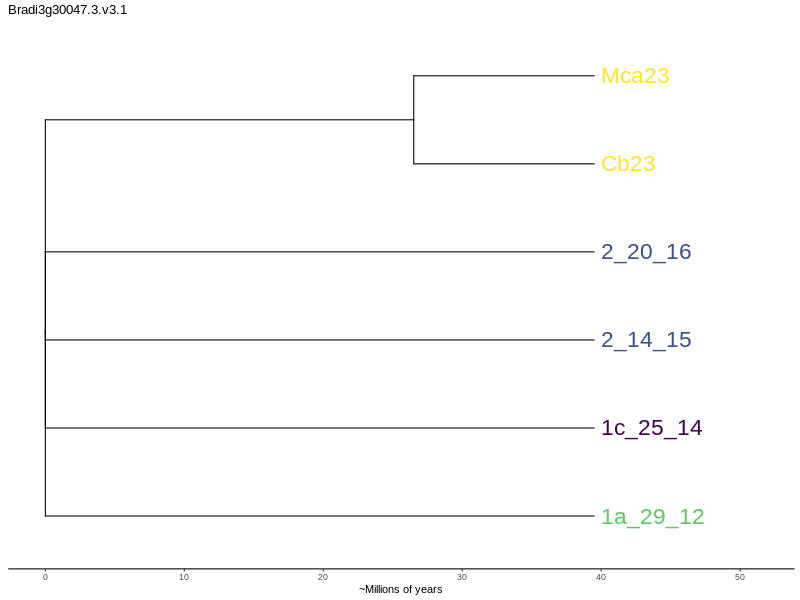 Bradi3g30047.3.v3.1
Mca23
Cb23
2_20_16
2_14_15
1c_25_14
1a_29_12
0 10 20 30 40 50
~Millions of years